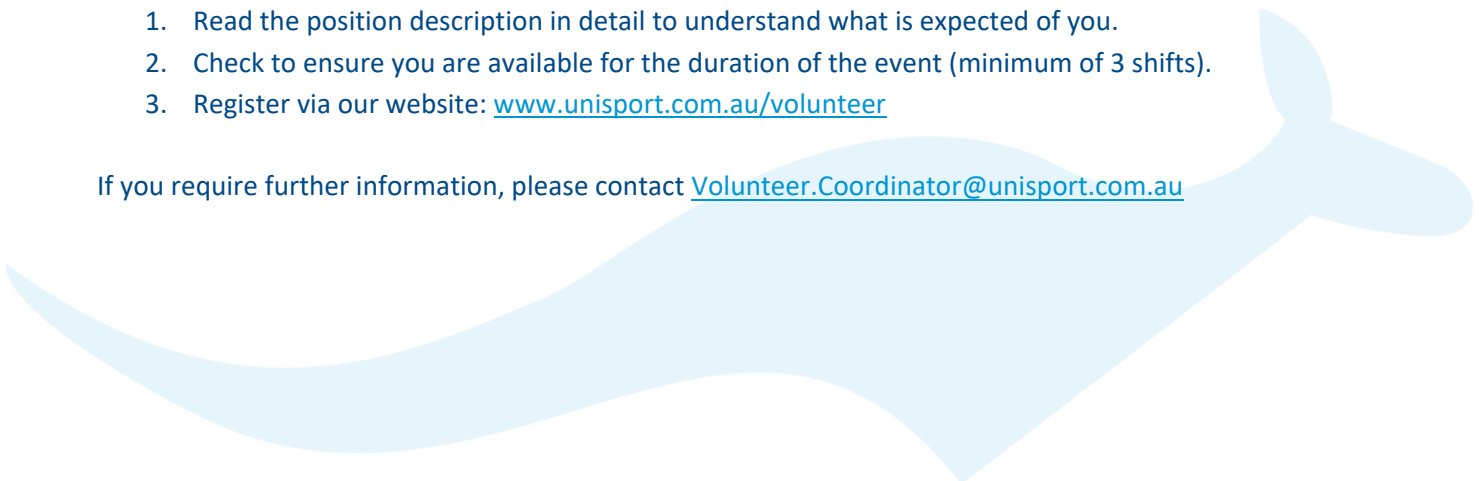 1. Read the position description in detail to understand what is expected of you.
2. Check to ensure you are available for the duration of the event (minimum of 3 shifts).
3. Register via our website: www.unisport.com.au/volunteer
If you require further information, please contact Volunteer.Coordinator@unisport.com.au